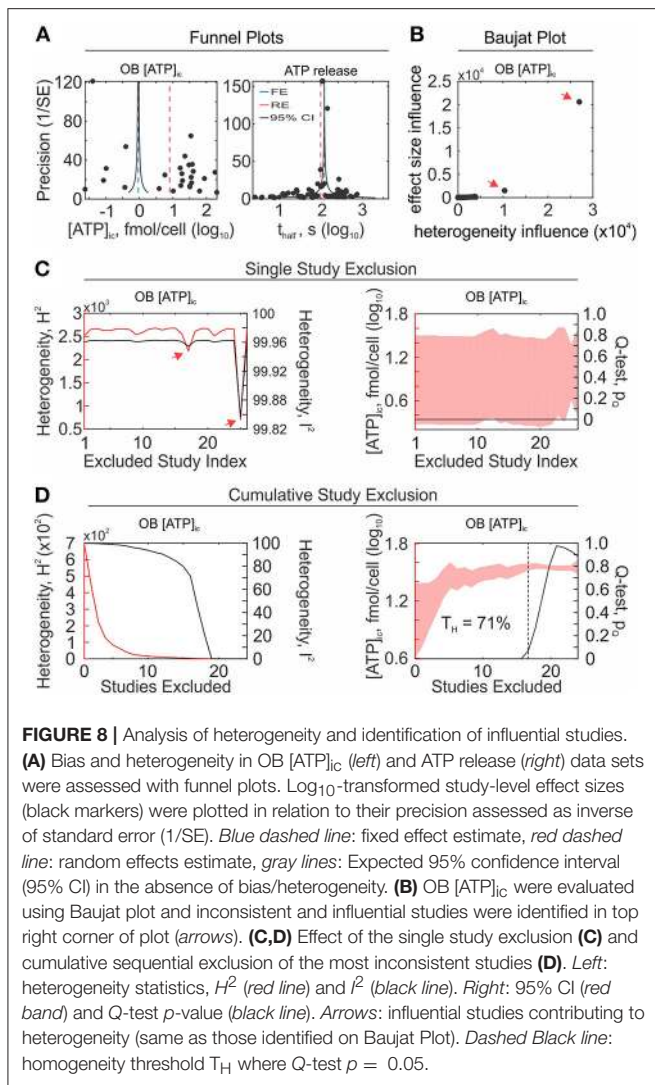 A
Funnel Plots
B
Baujat Plot
OB [ATP]ic
ATP release
OB [ATP]ic
Precision (1/SE)
120
80
40
0
-1 0 1 2
[ATP]ic, fmol/cell (log10)
150
100
50
0
FE
RE
95% CI
0 1 2 3
thalf, s (log10)
effect size influence
x10⁴
2.5
2
1.5
1
0.5
0
0 1 2 3
heterogeneity influence (x10⁴)
C
Single Study Exclusion
OB [ATP]ic
OB [ATP]ic
Heterogeneity, H²
x10³
3
2.5
2
1.5
1
0.5
100
99.96
99.92
99.88
99.84
99.82
Heterogeneity, I²
1 10 20
Excluded Study Index
[ATP]ic, fmol/cell (log10)
1.8
1.4
1
0.6
1
0.8
0.6
0.4
0.2
0
Q-test, pQ
1 10 20
Excluded Study Index
D
Cumulative Study Exclusion
OB [ATP]ic
OB [ATP]ic
Heterogeneity, H² (x10²)
x10²
7
6
5
4
3
2
1
0
100
80
60
40
20
0
Heterogeneity, I²
0 10 20
Studies Excluded
[ATP]ic, fmol/cell (log10)
1.8
1.4
1
0.6
TH = 71%
1.0
0.8
0.6
0.4
0.2
0
Q-test, pQ
0 10 20
Studies Excluded
FIGURE 8 | Analysis of heterogeneity and identification of influential studies.
(A) Bias and heterogeneity in OB [ATP]ic (left) and ATP release (right) data sets
were assessed with funnel plots. Log10-transformed study-level effect sizes
(black markers) were plotted in relation to their precision assessed as inverse
of standard error (1/SE). Blue dashed line: fixed effect estimate, red dashed
line: random effects estimate, gray lines: Expected 95% confidence interval
(95% CI) in the absence of bias/heterogeneity. (B) OB [ATP]ic were evaluated
using Baujat plot and inconsistent and influential studies were identified in top
right corner of plot (arrows). (C,D) Effect of the single study exclusion (C) and
cumulative sequential exclusion of the most inconsistent studies (D). Left:
heterogeneity statistics, H² (red line) and I² (black line). Right: 95% CI (red
band) and Q-test p-value (black line). Arrows: influential studies contributing to
heterogeneity (same as those identified on Baujat Plot). Dashed Black line:
homogeneity threshold TH where Q-test p = 0.05.